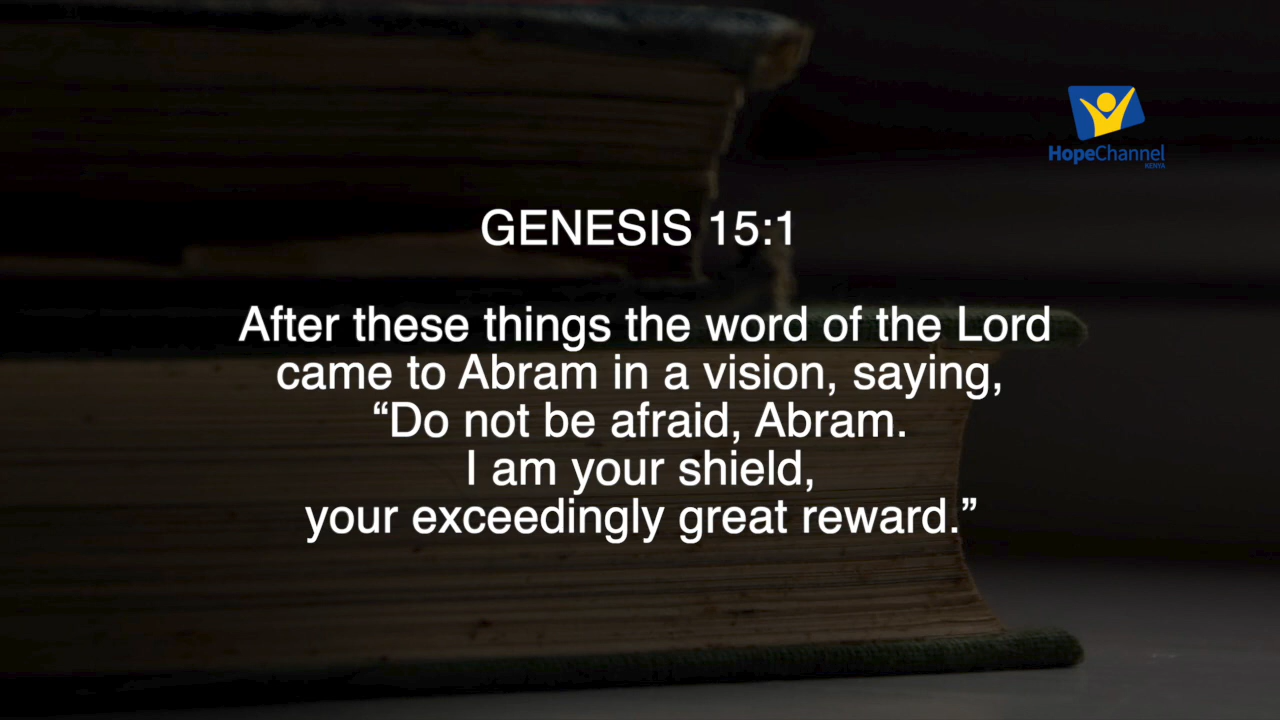 HopeChannel
KENYA
GENESIS 15:1
After these things the word of the Lord
came to Abram in a vision, saying,
“Do not be afraid, Abram.
I am your shield,
your exceedingly great reward.”